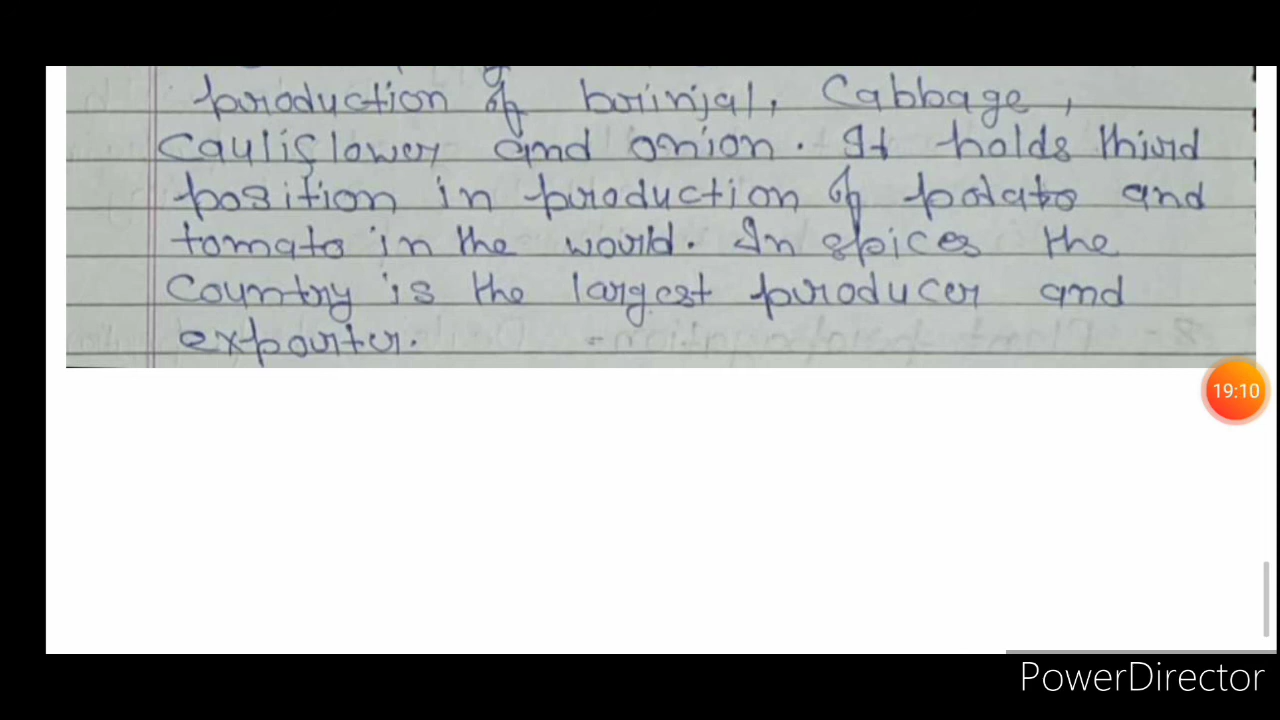 production of brinjal, Cabbage,
Cauliflower and onion. It holds third
position in production of potato and
tomato in the world. In spices the
Country is the largest producer and
exporter.
19:10
PowerDirector